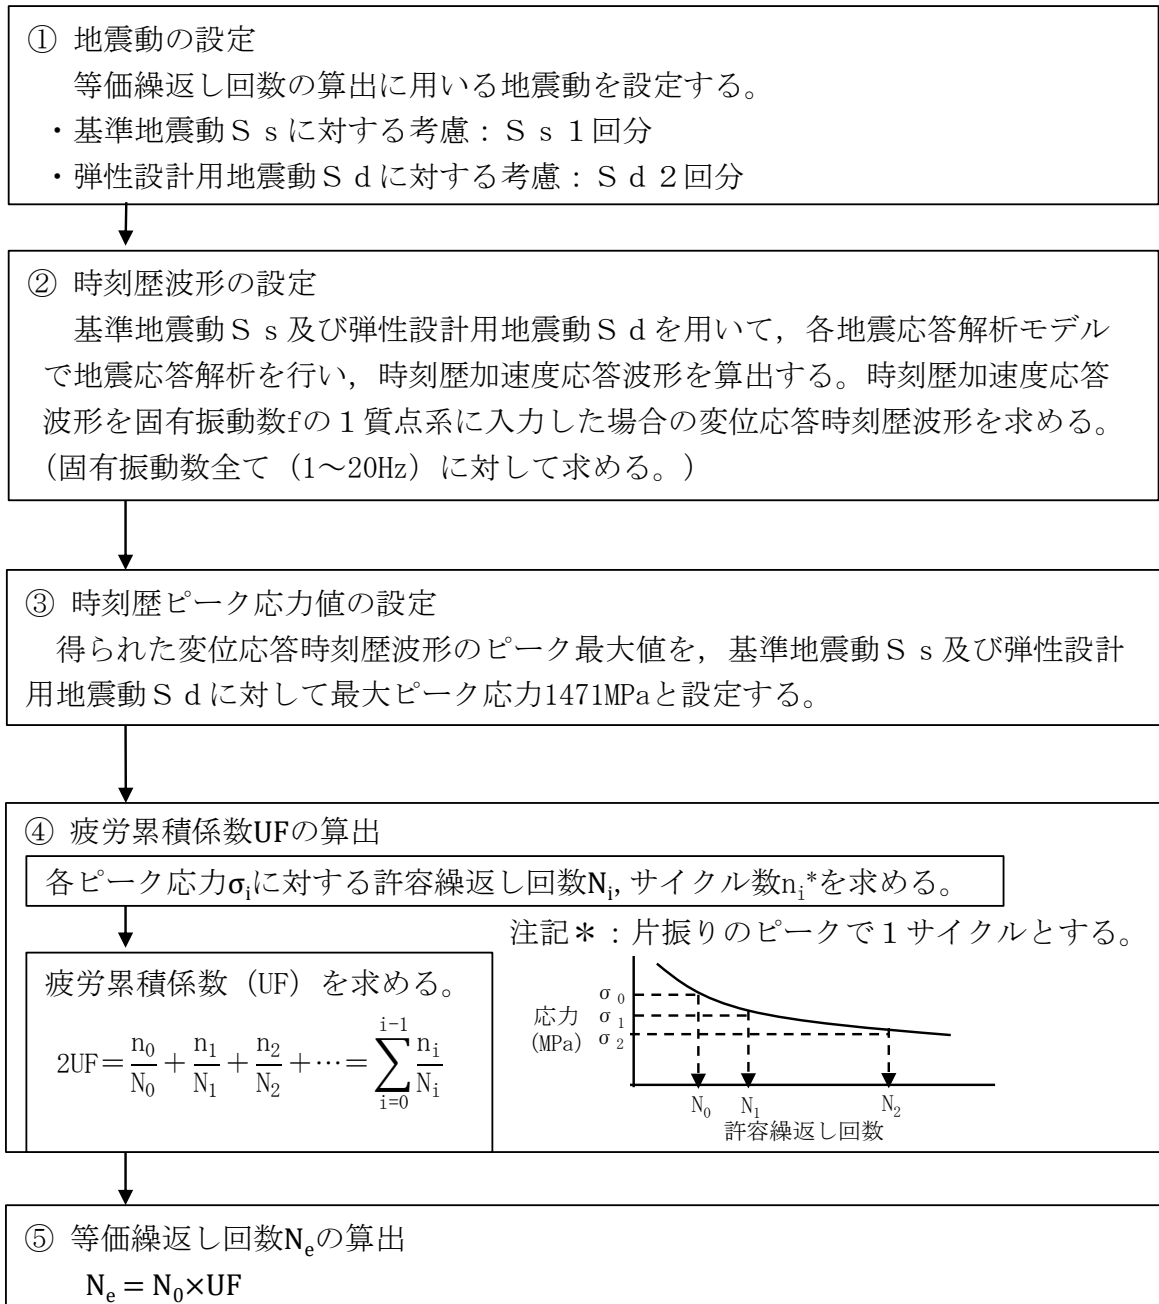 ① 地震動の設定
等価繰返し回数の算出に用いる地震動を設定する。
・基準地震動Ｓｓに対する考慮：Ｓｓ１回分
・弾性設計用地震動Ｓｄに対する考慮：Ｓｄ２回分
② 時刻歴波形の設定
基準地震動Ｓｓ及び弾性設計用地震動Ｓｄを用いて，各地震応答解析モデル
で地震応答解析を行い，時刻歴加速度応答波形を算出する。時刻歴加速度応答
波形を固有振動数fの１質点系に入力した場合の変位応答時刻歴波形を求める。
(固有振動数全て（1～20Hz）に対して求める。)
③ 時刻歴ピーク応力値の設定
得られた変位応答時刻歴波形のピーク最大値を，基準地震動Ｓｓ及び弾性設計
用地震動Ｓｄに対して最大ピーク応力1471MPaと設定する。
④ 疲労累積係数UFの算出
各ピーク応力σi に対する許容繰返し回数Ni, サイクル数ni*を求める。
注記＊：片振りのピークで１サイクルとする。
疲労累積係数（UF）を求める。
2UF=n0/N0+n1/N1+n2/N2+⋯=∑_{i=0}^{i-1} ni/Ni
応力
(MPa)
σ0
σ1
σ2
N0 N1 N2
許容繰返し回数
⑤ 等価繰返し回数Neの算出
Ne = N0×UF